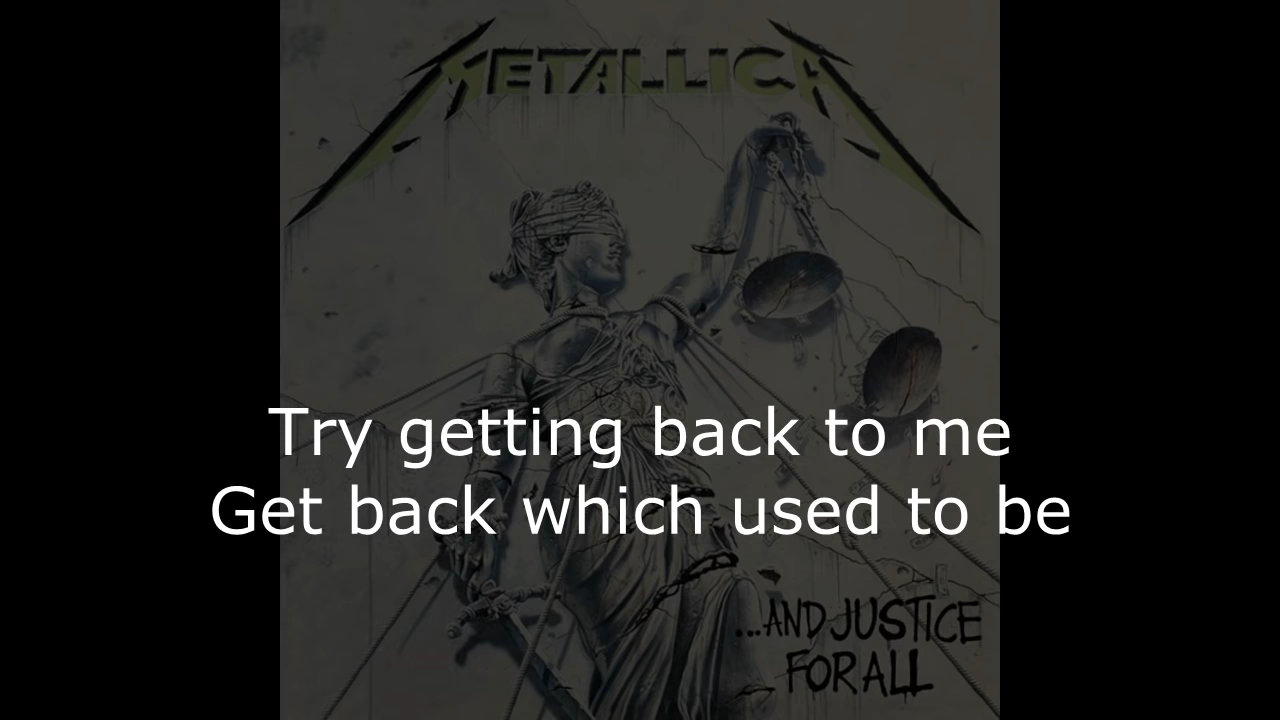 METALLICA
Try getting back to me
Get back which used to be
...AND JUSTICE
FOR ALL